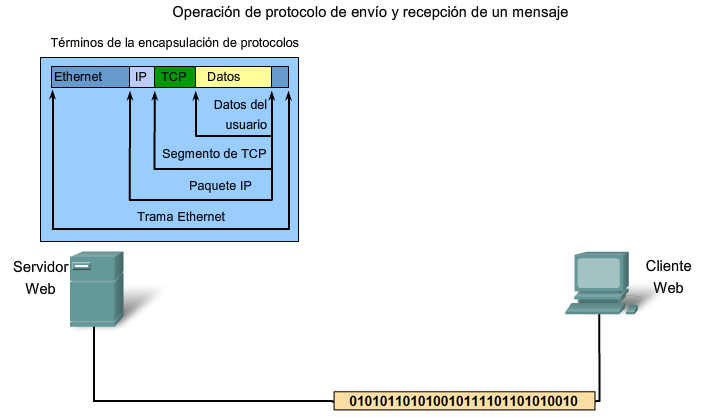 Operación de protocolo de envío y recepción de un mensaje
Términos de la encapsulación de protocolos
Ethernet IP TCP Datos
Datos del
usuario
Segmento de TCP
Paquete IP
Trama Ethernet
Servidor
Web
Cliente
Web
010101101010010111101101010010